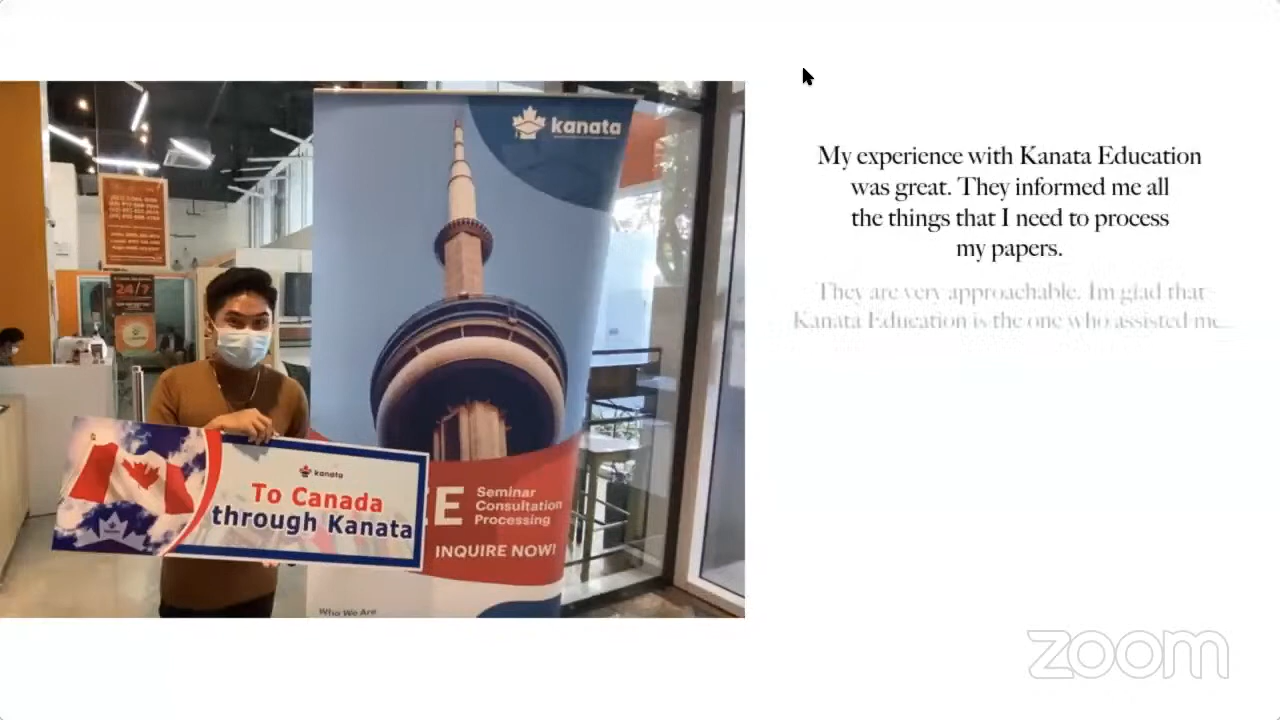 kanata
24/7
kanata
To Canada
through Kanata
EE
Seminar
Consultation
Processing
INQUIRE NOW!
Who We Are
My experience with Kanata Education
was great. They informed me all
the things that I need to process
my papers.
They are very approachable. Im glad that
Kanata Education is the one who assisted me
zoom